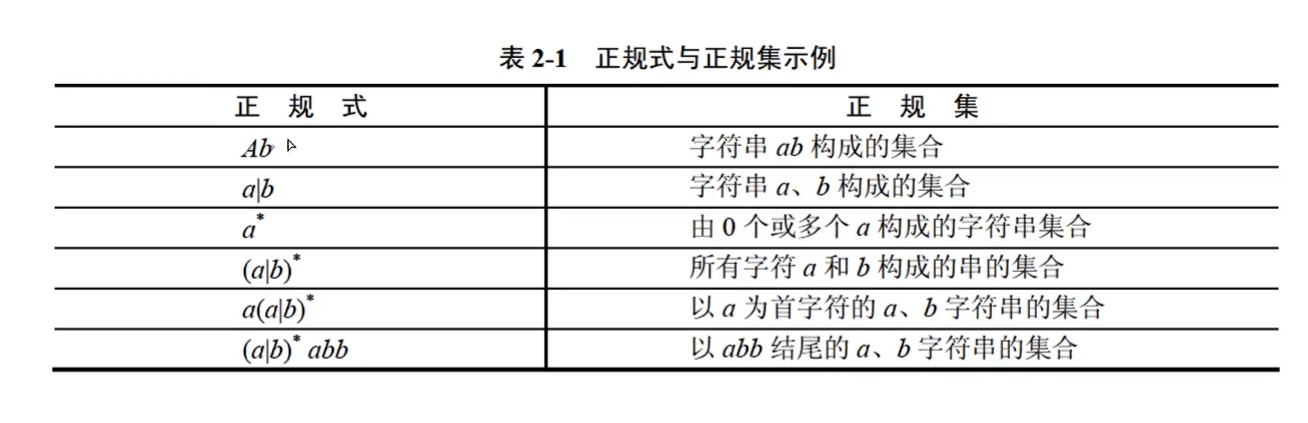 表 2-1 正规式与正规集示例
正 规 式 正 规 集
Ab 字符串 ab 构成的集合
a|b 字符串 a、b 构成的集合
a* 由 0 个或多个 a 构成的字符串集合
(a|b)* 所有字符 a 和 b 构成的串的集合
a(a|b)* 以 a 为首字符的 a、b 字符串的集合
(a|b)* abb 以 abb 结尾的 a、b 字符串的集合